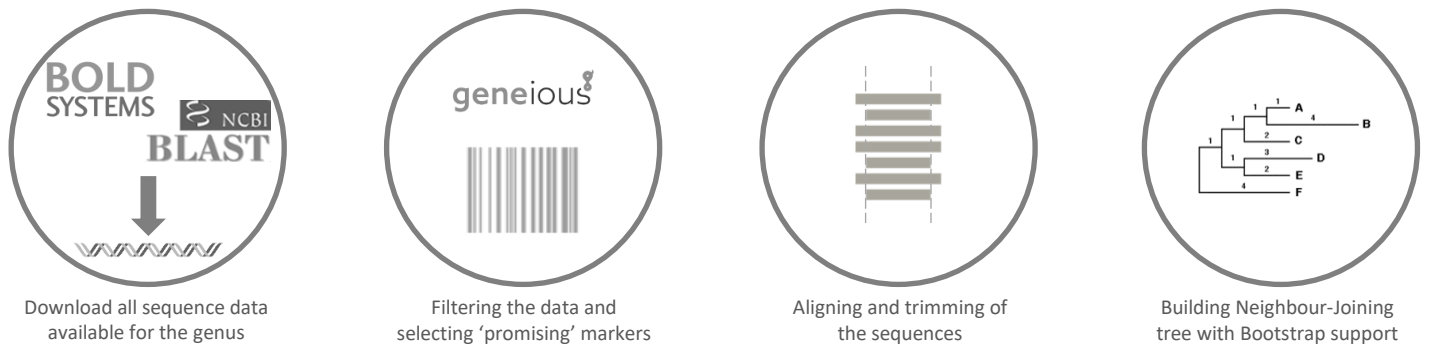 BOLD
SYSTEMS
NCBI
BLAST
Download all sequence data
available for the genus
geneious
Filtering the data and
selecting ‘promising’ markers
Aligning and trimming of
the sequences
1
1
A
1
4
B
1
2
C
3
D
1
2
E
4
F
Building Neighbour-Joining
tree with Bootstrap support